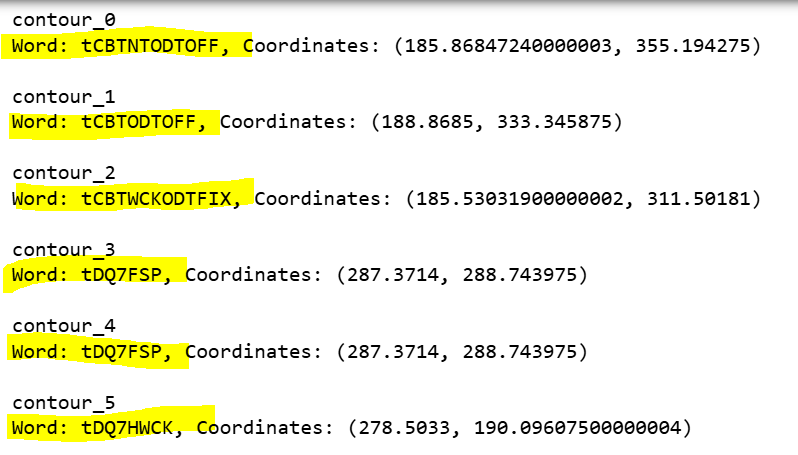 contour_0
Word: tCBTNTODTOFF, Coordinates: (185.86847240000003, 355.194275)
contour_1
Word: tCBTODTOFF, Coordinates: (188.8685, 333.345875)
contour_2
Word: tCBTWCKODTFIX, Coordinates: (185.53031900000002, 311.50181)
contour_3
Word: tDQ7FSP, Coordinates: (287.3714, 288.743975)
contour_4
Word: tDQ7FSP, Coordinates: (287.3714, 288.743975)
contour_5
Word: tDQ7HWCK, Coordinates: (278.5033, 190.09607500000004)